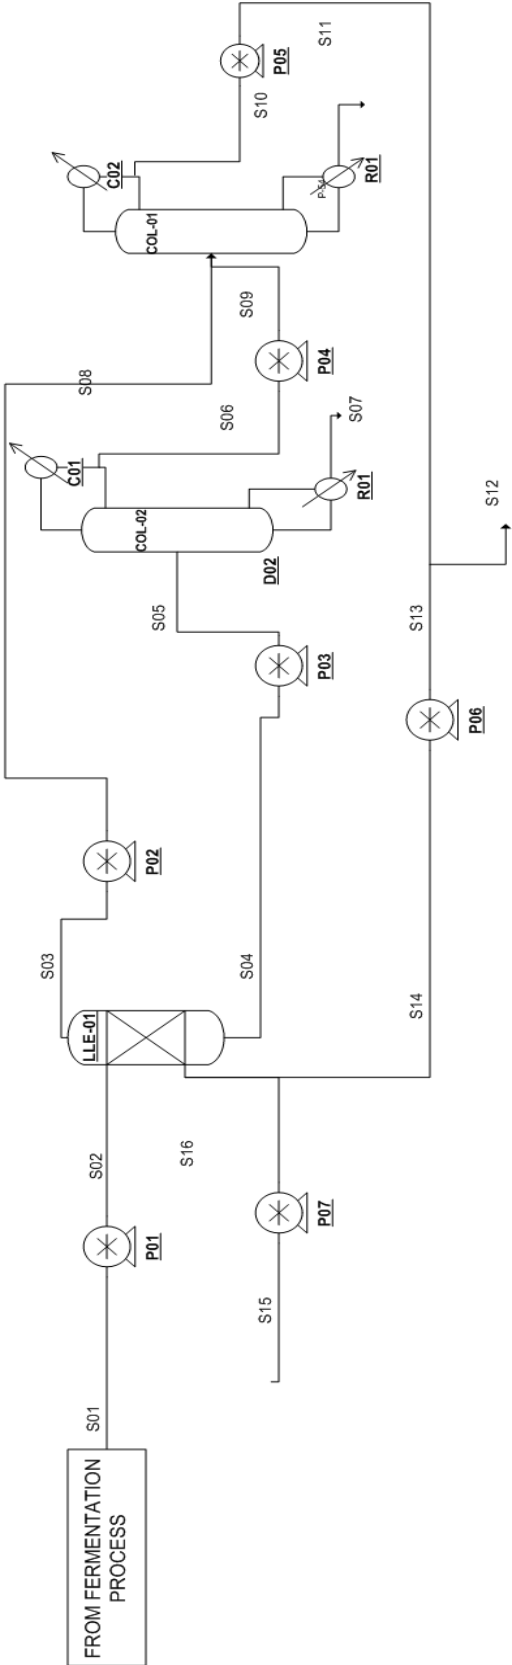 FROM FERMENTATION
PROCESS
S01
P01
S02
S15
P07
S16
LLE-01
S03
S04
S14
P02
P03
P06
S05
S13
COL-02
D02
C01
R01
S06
S07
S08
S12
P04
S09
COL-01
C02
R01
S10
P05
S11